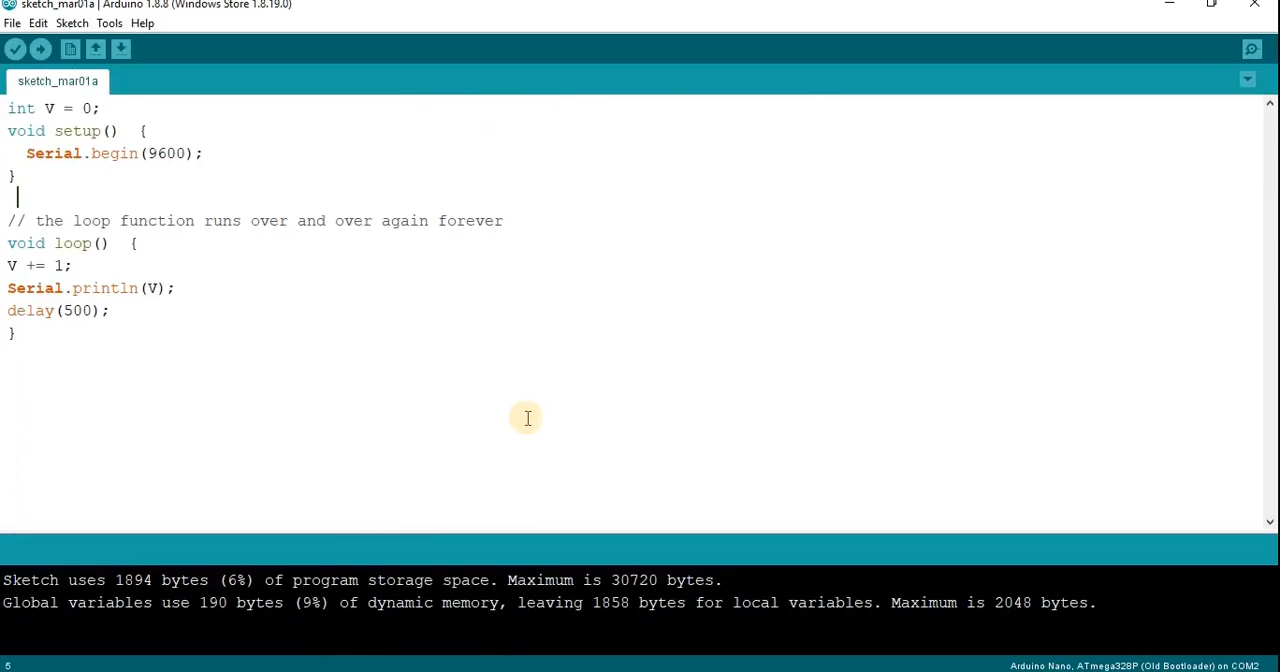 sketch_mar01a | Arduino 1.8.8 (Windows Store 1.8.19.0)
File Edit Sketch Tools Help
sketch_mar01a
int V = 0;
void setup()  {
  Serial.begin(9600);
}
// the loop function runs over and over again forever
void loop()  {
V += 1;
Serial.println(V);
delay(500);
}
Sketch uses 1894 bytes (6%) of program storage space. Maximum is 30720 bytes.
Global variables use 190 bytes (9%) of dynamic memory, leaving 1858 bytes for local variables. Maximum is 2048 bytes.
5
Arduino Nano, ATmega328P (Old Bootloader) on COM2